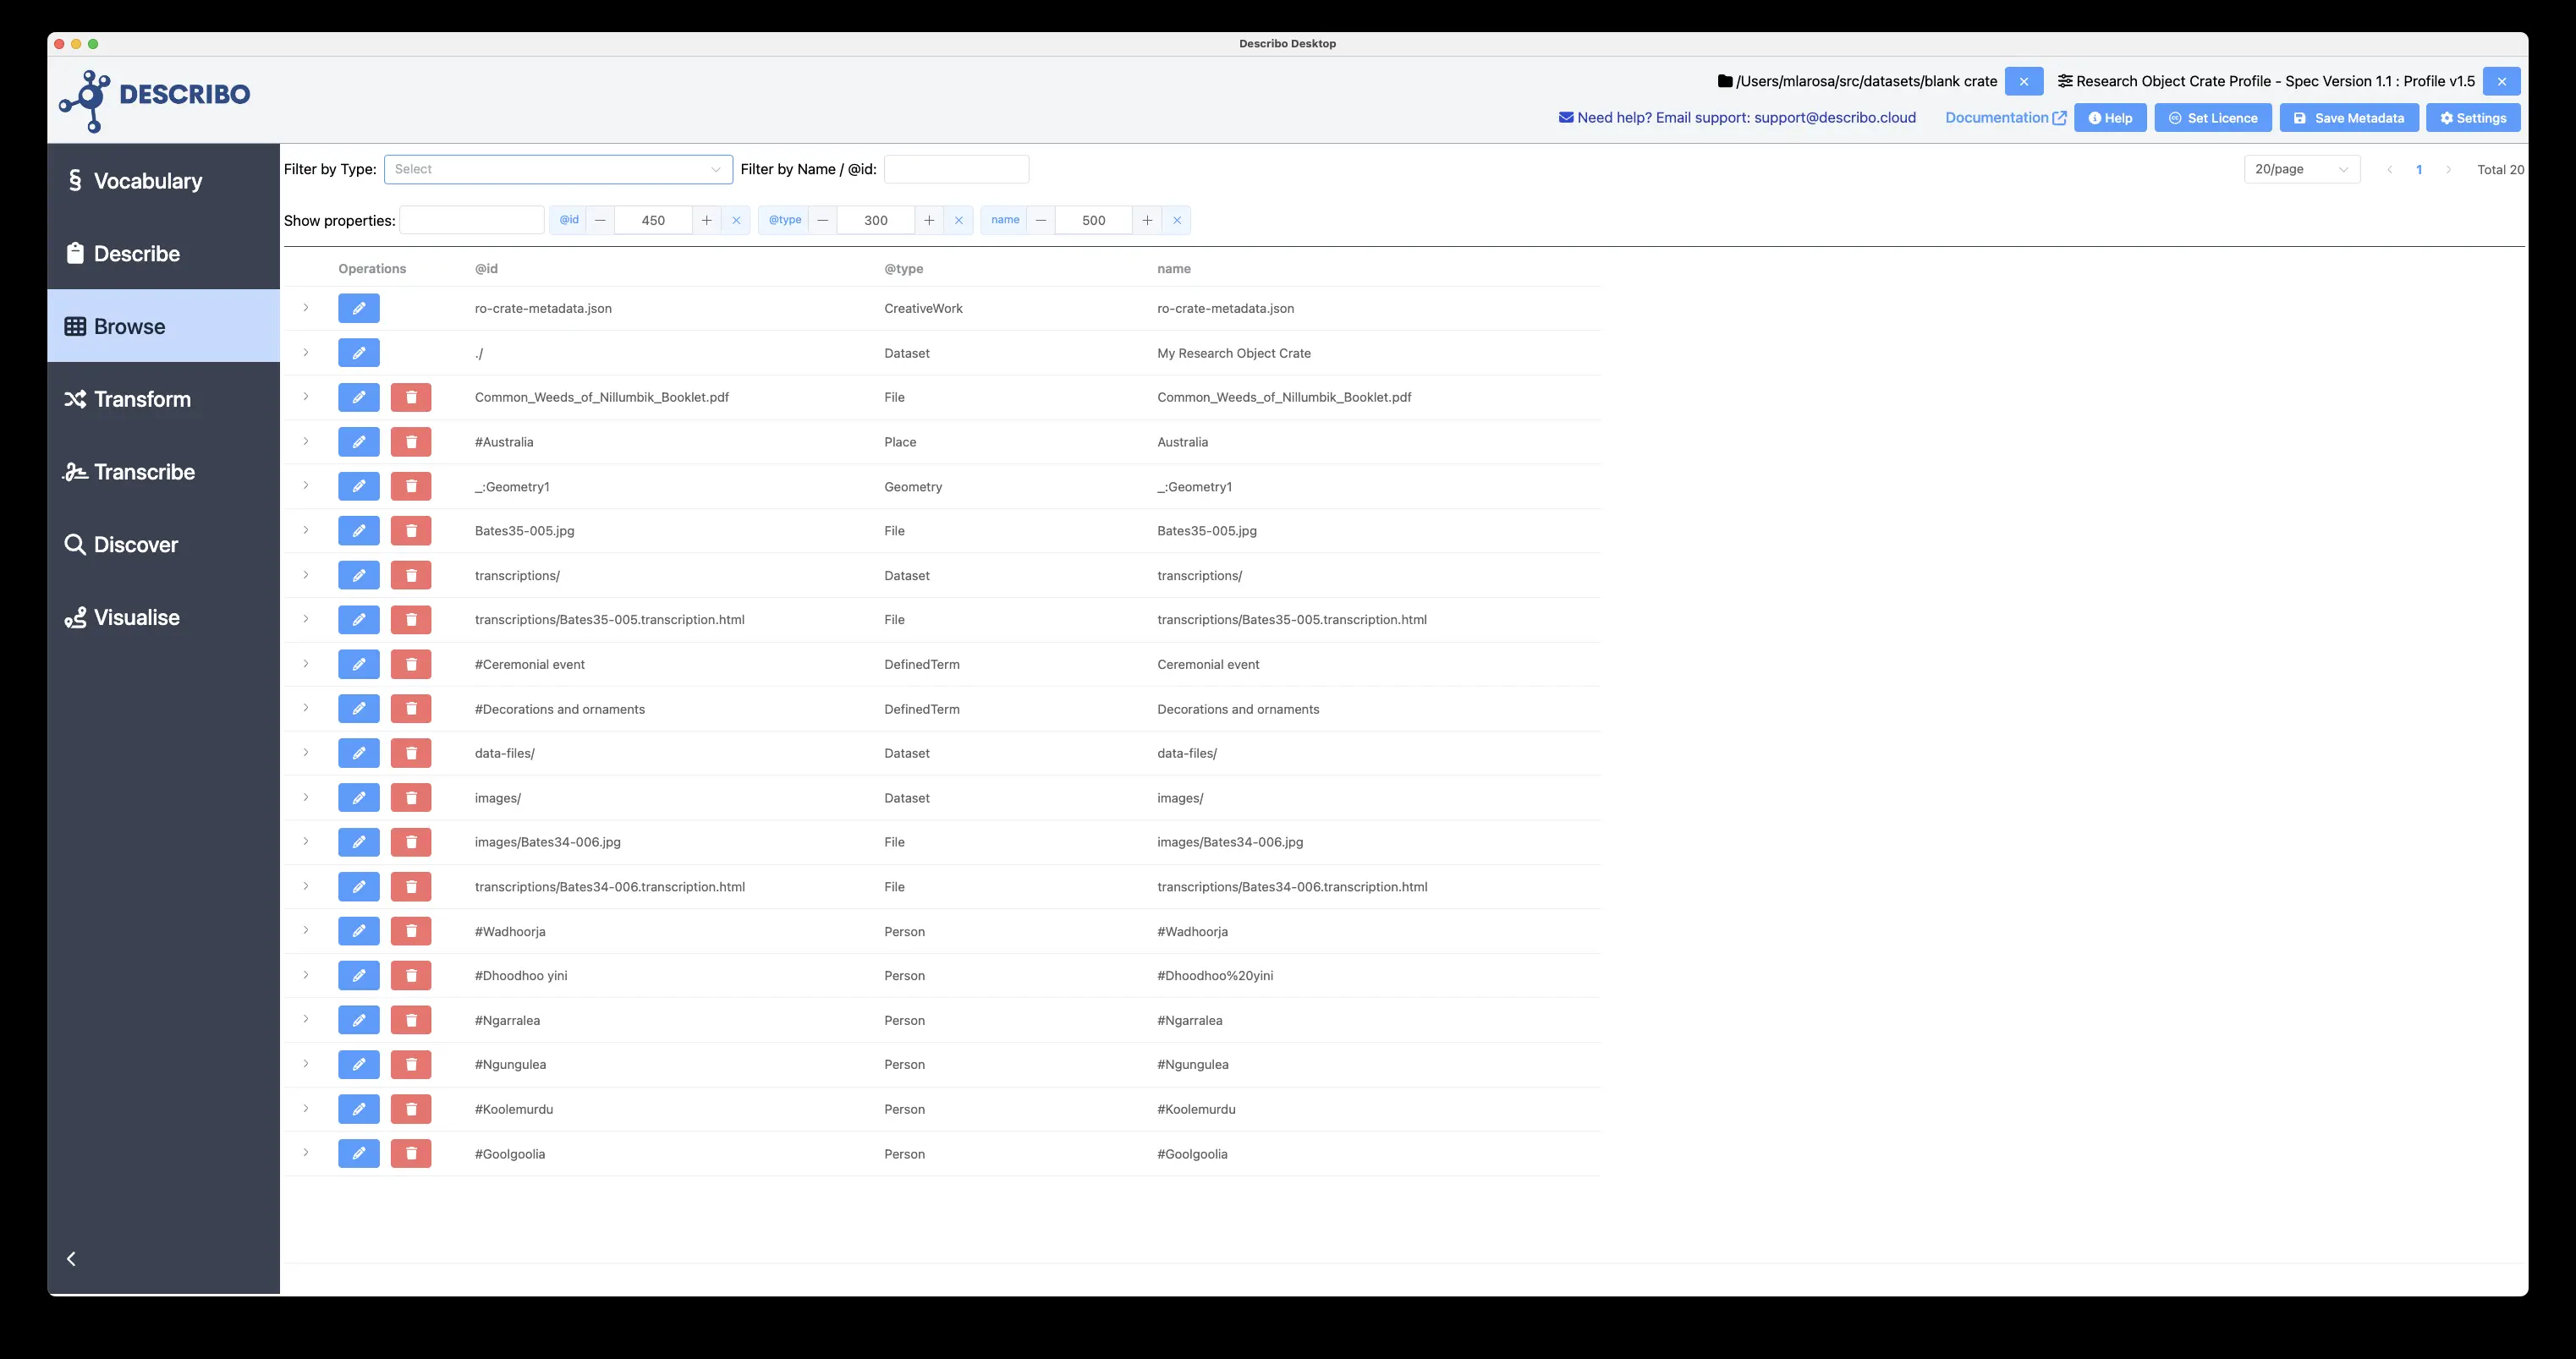 Describo Desktop
DESCRIBO
/Users/mlarosa/src/datasets/blank crate
Research Object Crate Profile - Spec Version 1.1 : Profile v1.5
Need help? Email support: support@describo.cloud
Documentation
Help
Set Licence
Save Metadata
Settings
§ Vocabulary
Describe
Browse
Transform
Transcribe
Discover
Visualise
Filter by Type: Select Filter by Name / @id: 20/page 1 Total 20
Show properties: @id 450 @type 300 name 500
Operations @id @type name
ro-crate-metadata.json CreativeWork ro-crate-metadata.json
./ Dataset My Research Object Crate
Common_Weeds_of_Nillumbik_Booklet.pdf File Common_Weeds_of_Nillumbik_Booklet.pdf
#Australia Place Australia
_:Geometry1 Geometry _:Geometry1
Bates35-005.jpg File Bates35-005.jpg
transcriptions/ Dataset transcriptions/
transcriptions/Bates35-005.transcription.html File transcriptions/Bates35-005.transcription.html
#Ceremonial event DefinedTerm Ceremonial event
#Decorations and ornaments DefinedTerm Decorations and ornaments
data-files/ Dataset data-files/
images/ Dataset images/
images/Bates34-006.jpg File images/Bates34-006.jpg
transcriptions/Bates34-006.transcription.html File transcriptions/Bates34-006.transcription.html
#Wadhoorja Person #Wadhoorja
#Dhoodhoo yini Person #Dhoodhoo%20yini
#Ngarralea Person #Ngarralea
#Ngungulea Person #Ngungulea
#Koolemurdu Person #Koolemurdu
#Goolgoolia Person #Goolgoolia